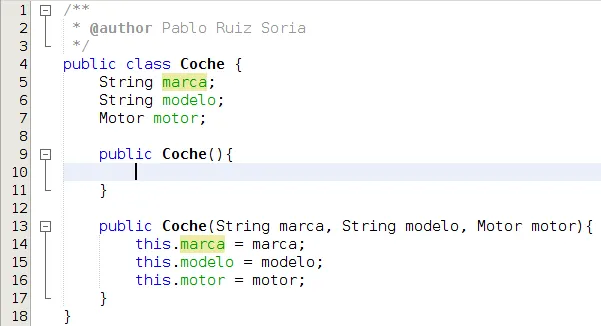 1 /**
2 * @author Pablo Ruiz Soria
3 */
4 public class Coche {
5 String marca;
6 String modelo;
7 Motor motor;
8
9 public Coche(){
10
11 }
12
13 public Coche(String marca, String modelo, Motor motor){
14 this.marca = marca;
15 this.modelo = modelo;
16 this.motor = motor;
17 }
18 }